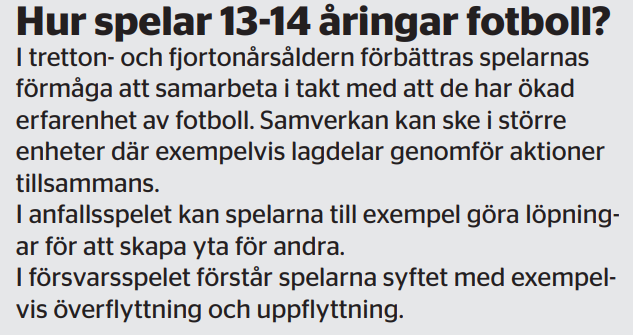 Hur spelar 13-14 åringar fotboll?
I tretton- och fjortonårsåldern förbättras spelarnas
förmåga att samarbeta i takt med att de har ökad
erfarenhet av fotboll. Samverkan kan ske i större
enheter där exempelvis lagdelar genomför aktioner
tillsammans.
I anfallsspelet kan spelarna till exempel göra löpning-
ar för att skapa yta för andra.
I försvarsspelet förstår spelarna syftet med exempel-
vis överflyttning och uppflyttning.